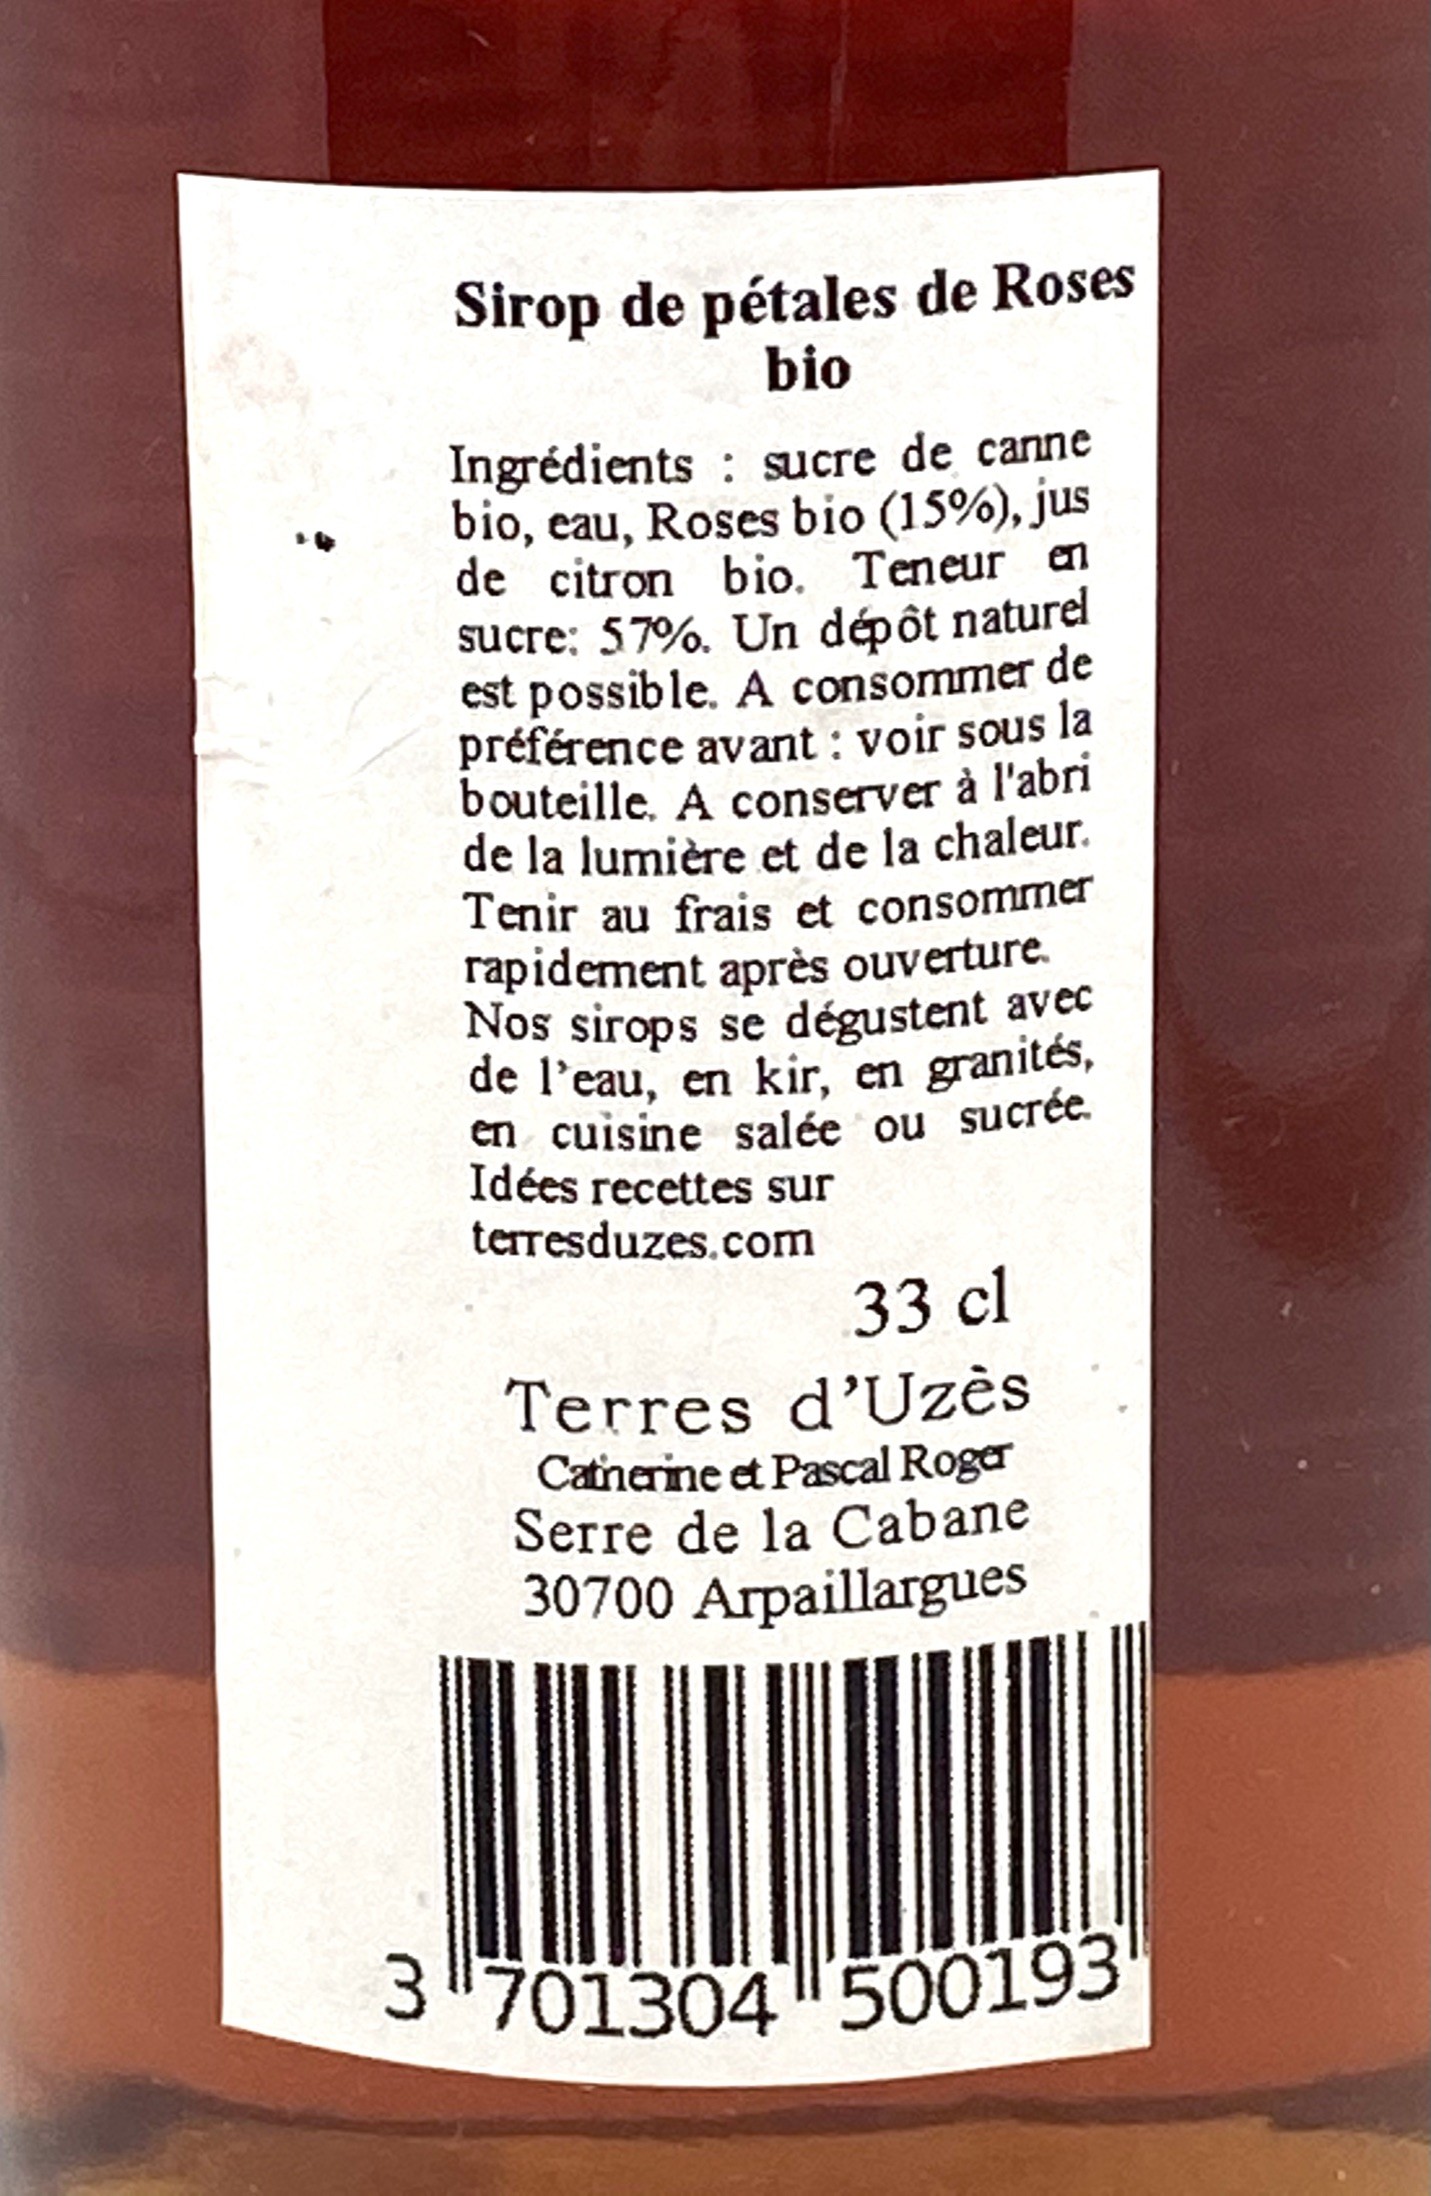 Sirop de pétales de Roses
bio
Ingrédients : sucre de canne
bio, eau, Roses bio (15%), jus
de citron bio. Teneur en
sucre: 57%. Un dépôt naturel
est possible. A consommer de
préférence avant : voir sous la
bouteille. A conserver à l'abri
de la lumière et de la chaleur.
Tenir au frais et consommer
rapidement après ouverture.
Nos sirops se dégustent avec
de l’eau, en kir, en granités,
en cuisine salée ou sucrée.
Idées recettes sur
terresduzes.com
33 cl
Terres d’Uzès
Catherine et Pascal Roger
Serre de la Cabane
30700 Arpaillargues
3 701304 500193